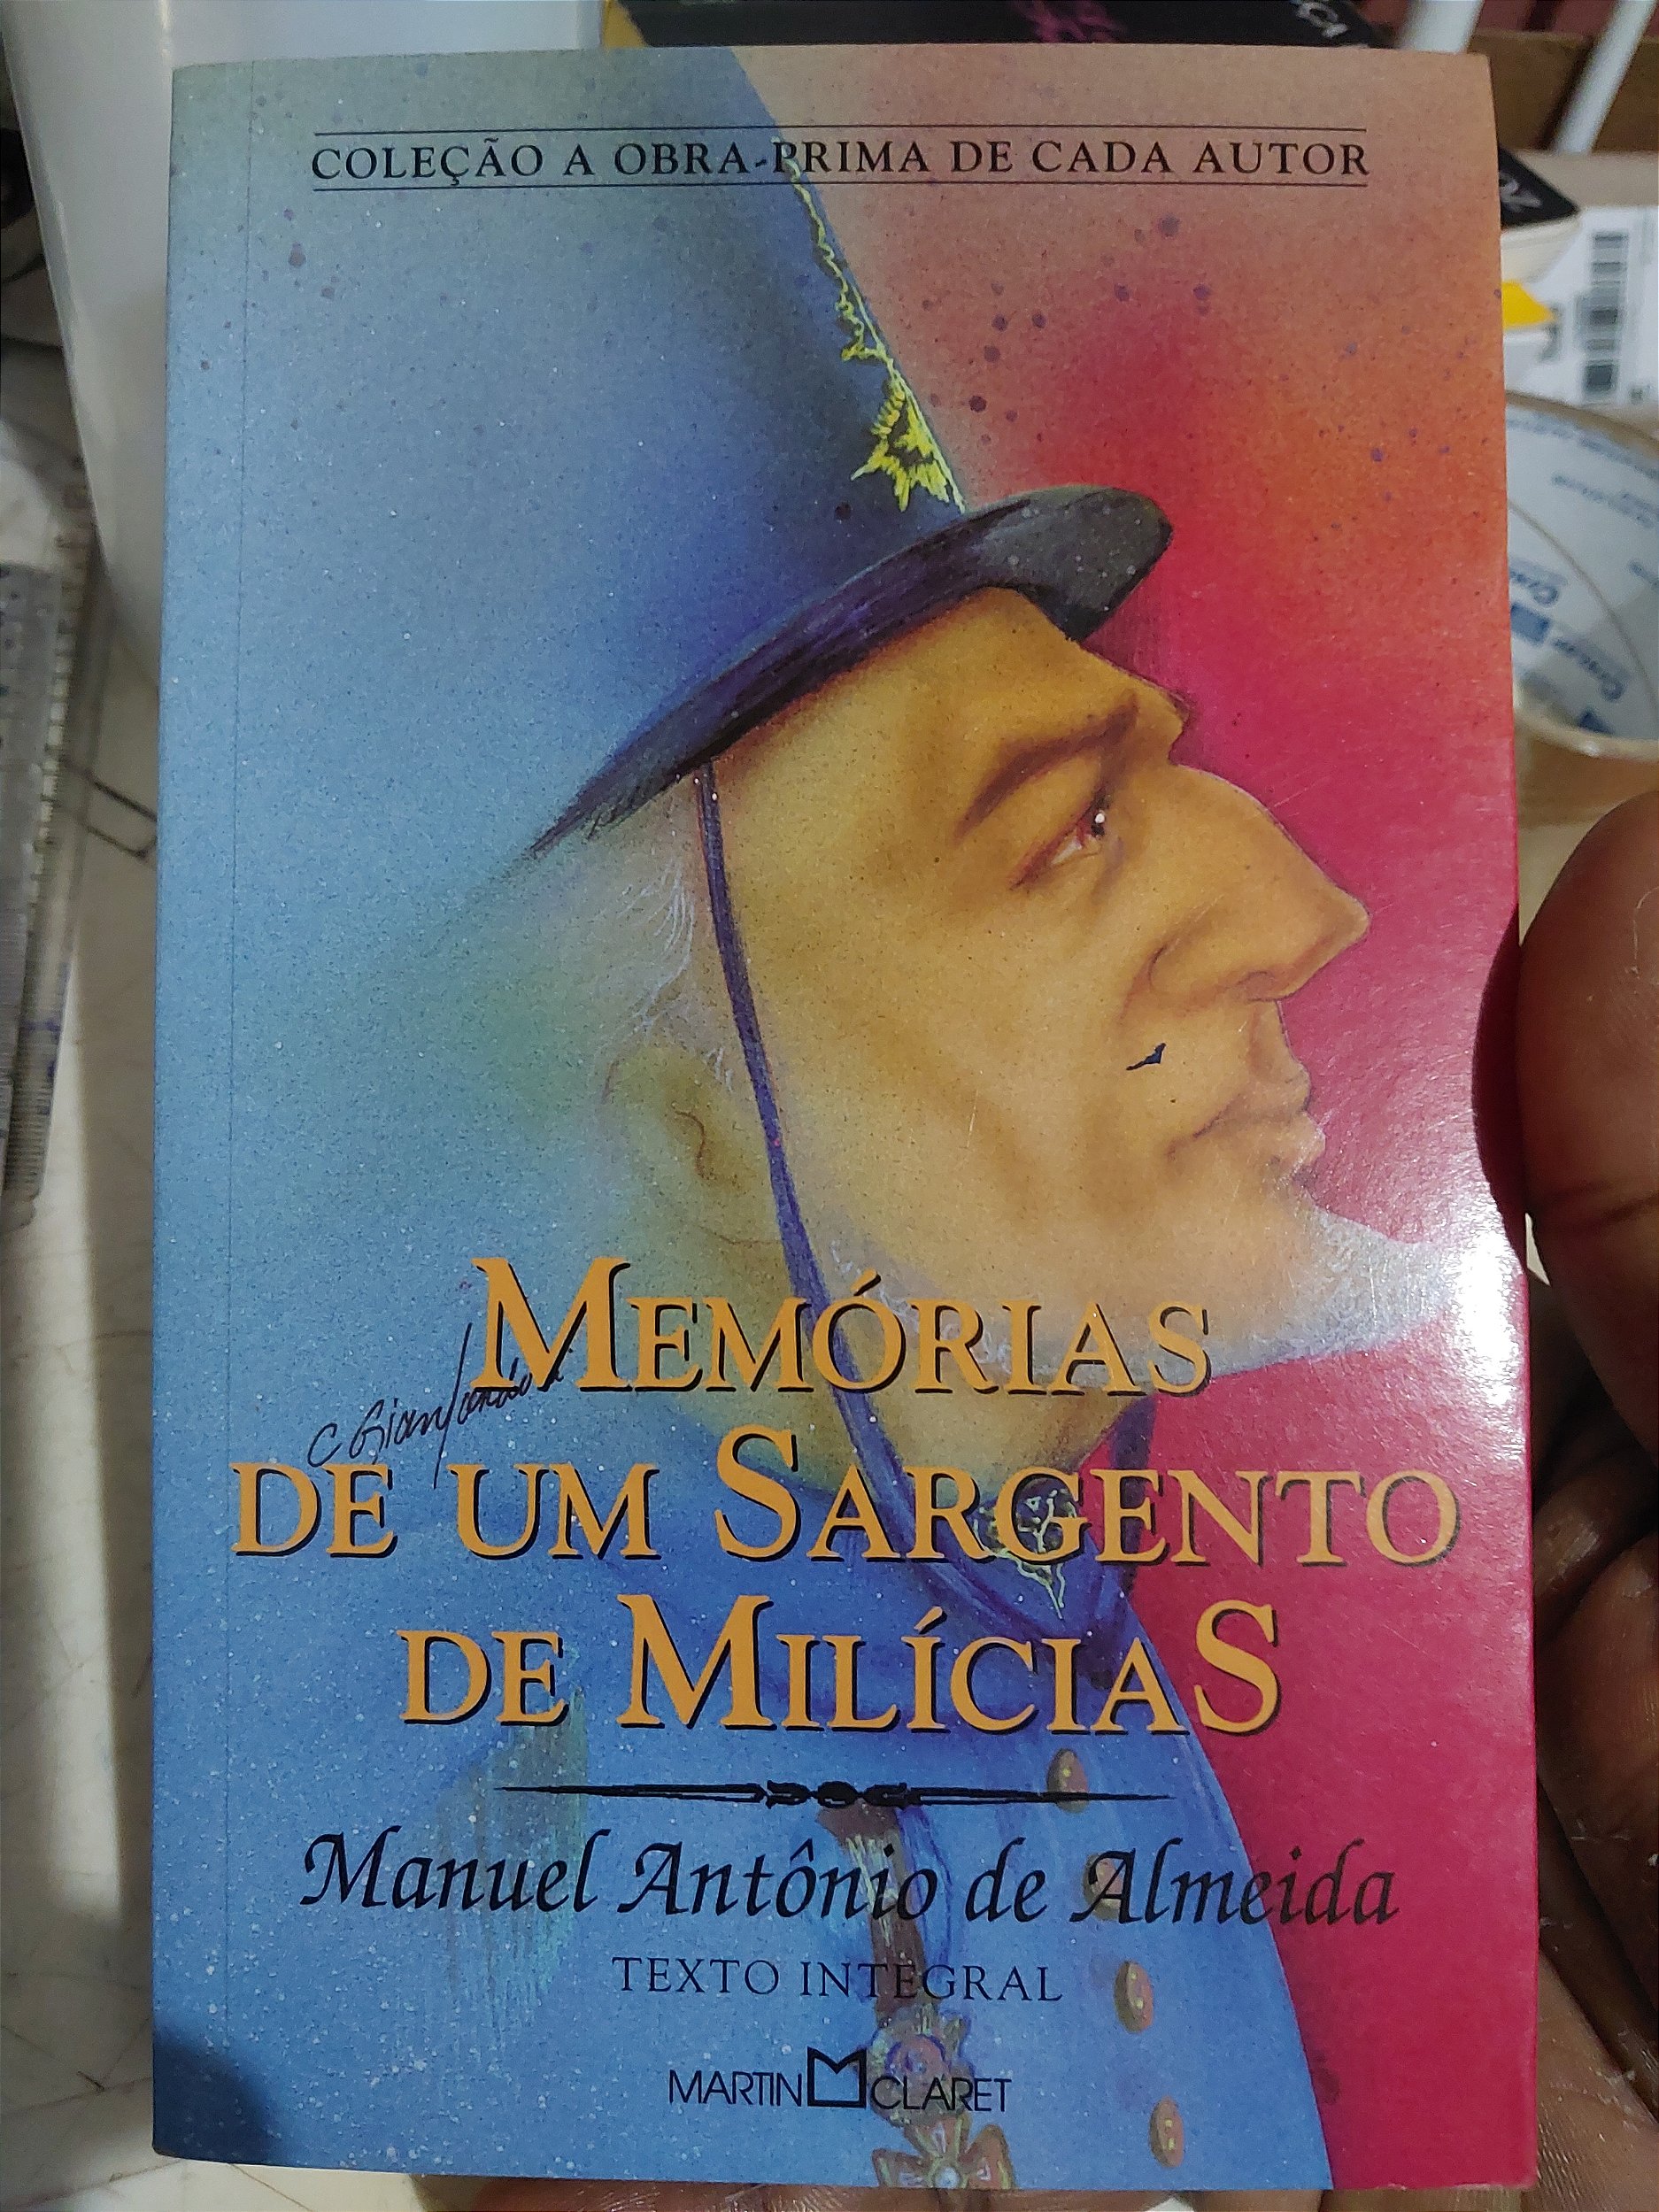 COLEÇÃO A OBRA-PRIMA DE CADA AUTOR
MEMÓRIAS
DE UM SARGENTO
DE MILÍCIAS
Manuel Antônio de Almeida
TEXTO INTEGRAL
MARTIN CLARET